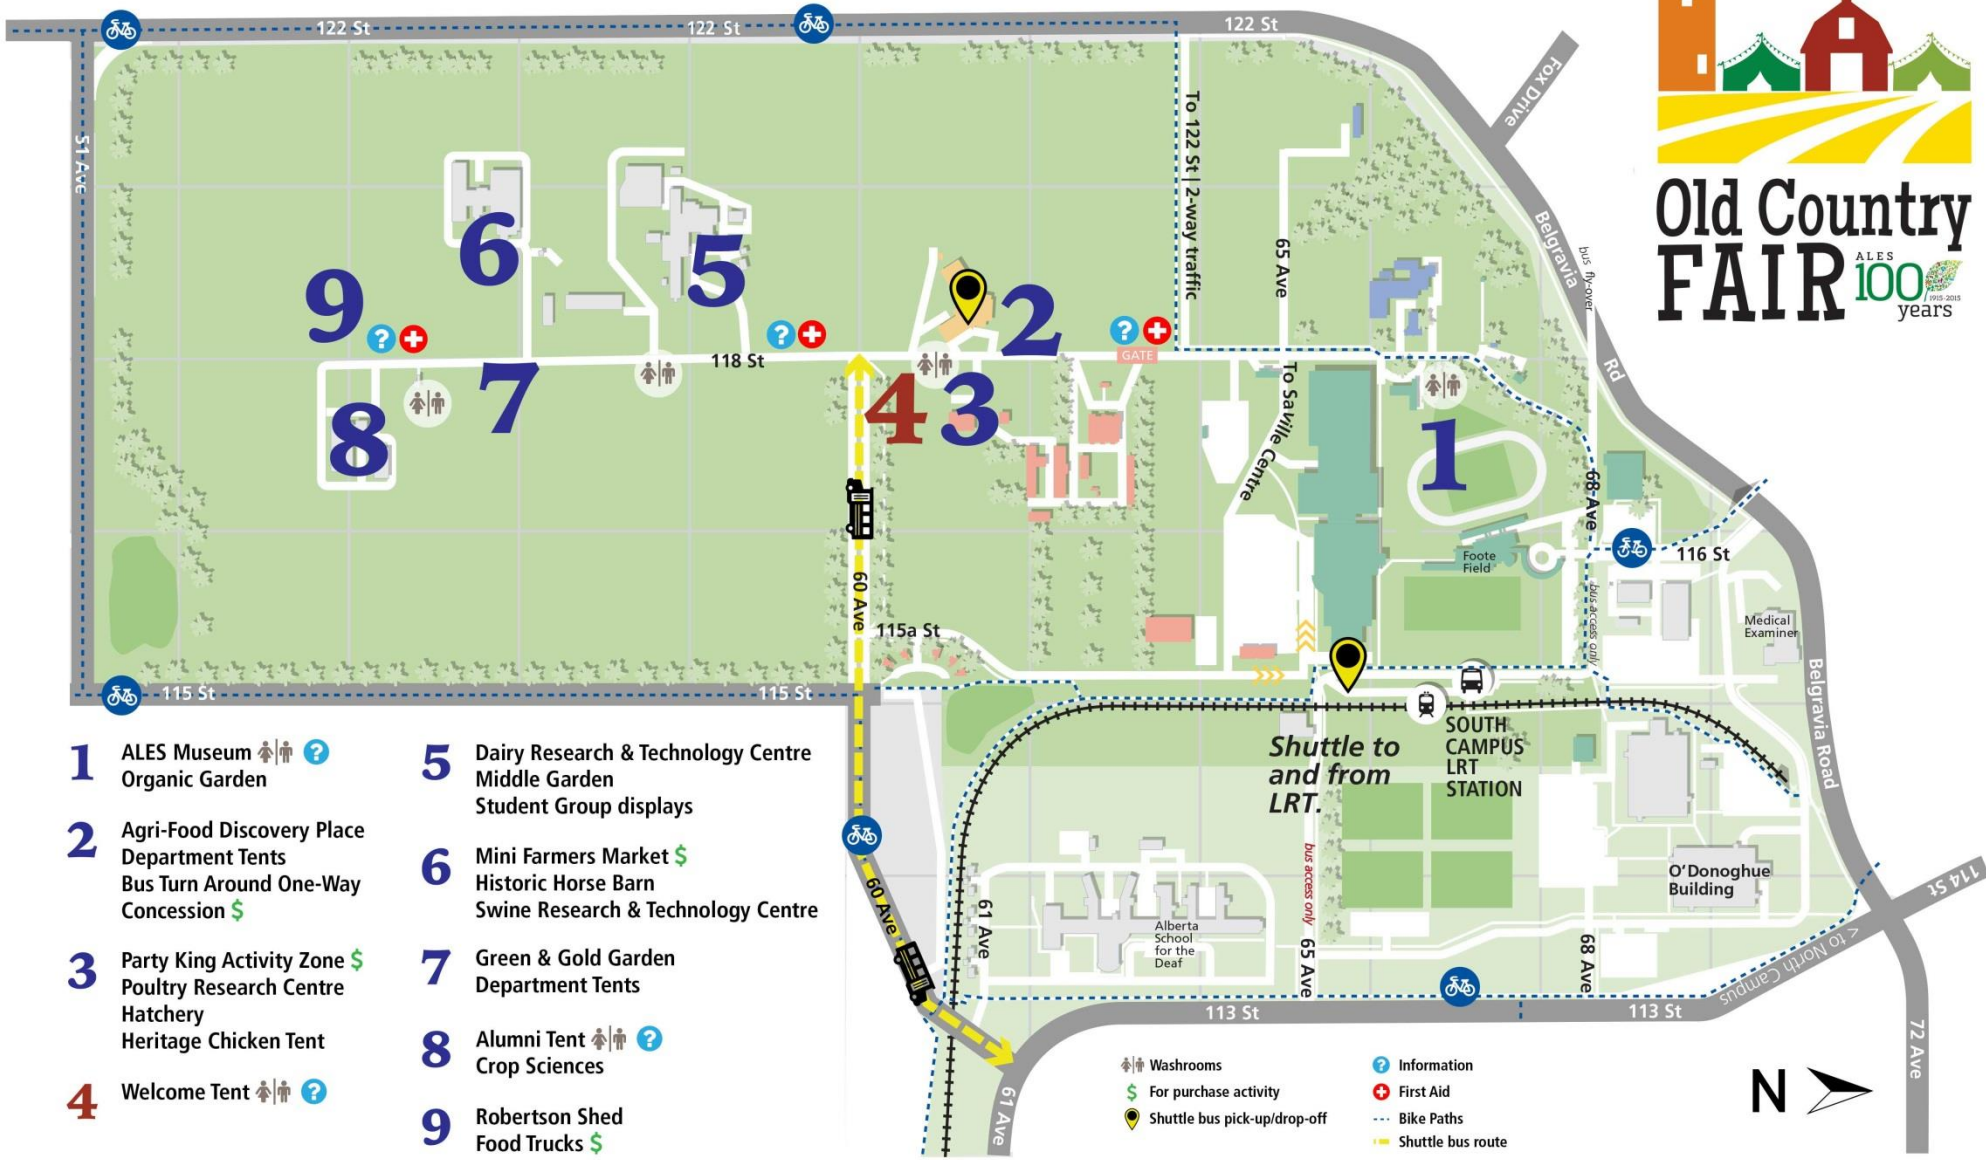 122 St
122 St
122 St
Fox Drive
51 Ave
To 122 St | 2-way traffic
65 Ave
Belgravia
Rd
bus fly-over
Old Country
FAIR
ALES
100
1915-2015
years
6
5
9
?
?
2
?
GATE
118 St
7
8
4
3
1
To Saville Centre
68 Ave
60 Ave
Foote
Field
116 St
bus access only
115a St
Medical
Examiner
115 St
115 St
Belgravia Road
Shuttle to
and from
LRT.
SOUTH
CAMPUS
LRT
STATION
60 Ave
61 Ave
Alberta
School
for the
Deaf
bus access only
65 Ave
68 Ave
O'Donoghue
Building
114 St
< to North Campus
113 St
113 St
61 Ave
72 Ave
N
1
ALES Museum ?
Organic Garden
2
Agri-Food Discovery Place
Department Tents
Bus Turn Around One-Way
Concession $
3
Party King Activity Zone $
Poultry Research Centre
Hatchery
Heritage Chicken Tent
4
Welcome Tent ?
5
Dairy Research & Technology Centre
Middle Garden
Student Group displays
6
Mini Farmers Market $
Historic Horse Barn
Swine Research & Technology Centre
7
Green & Gold Garden
Department Tents
8
Alumni Tent ?
Crop Sciences
9
Robertson Shed
Food Trucks $
Washrooms
$ For purchase activity
Shuttle bus pick-up/drop-off
? Information
First Aid
Bike Paths
Shuttle bus route